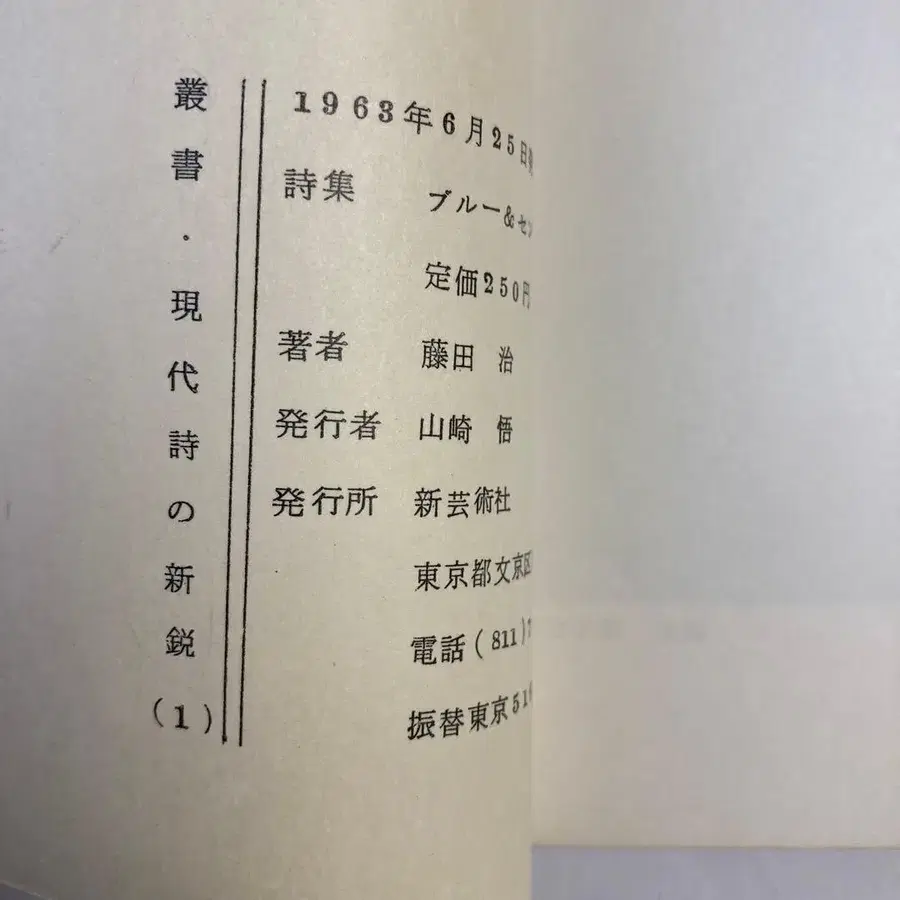 叢書・現代詩の新鋭(1)
1963年6月25日
詩集 ブルー&セン
定価250円
著者 藤田 治
発行者 山崎 悟
発行所 新芸術社
東京都文京区
電話(811)
振替東京51